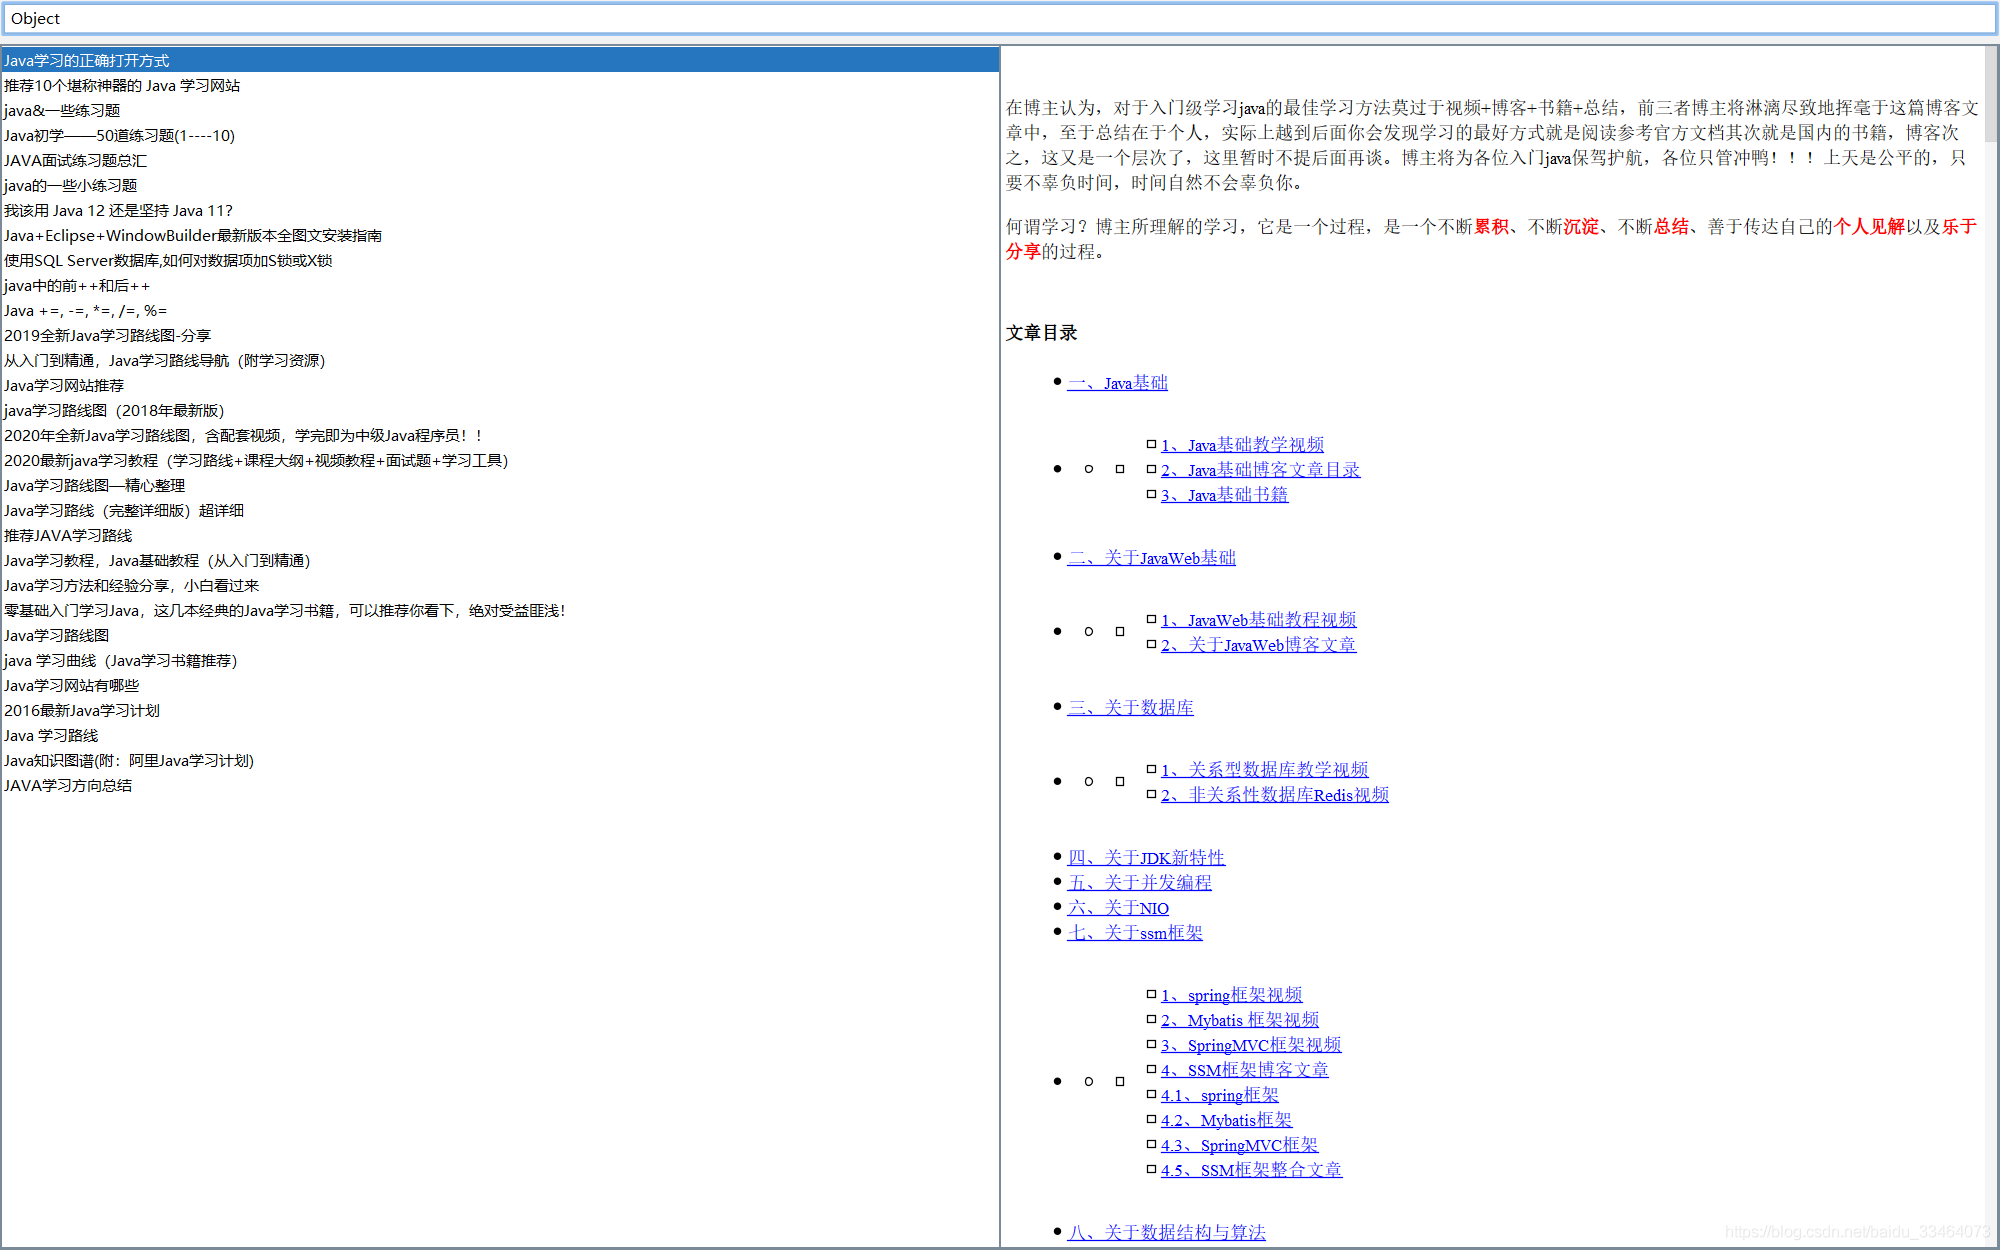 Object
Java学习的正确打开方式
推荐10个堪称神器的 Java 学习网站
java&一些练习题
Java初学——50道练习题(1----10)
JAVA面试练习题总汇
java的一些小练习题
我该用 Java 12 还是坚持 Java 11？
Java+Eclipse+WindowBuilder最新版本全图文安装指南
使用SQL Server数据库,如何对数据项加S锁或X锁
java中的前++和后++
Java +=, -=, *=, /=, %=
2019全新Java学习路线图-分享
从入门到精通，Java学习路线导航（附学习资源）
Java学习网站推荐
java学习路线图（2018年最新版）
2020年全新Java学习路线图，含配套视频，学完即为中级Java程序员！！
2020最新java学习教程（学习路线+课程大纲+视频教程+面试题+学习工具）
Java学习路线图—精心整理
Java学习路线（完整详细版）超详细
推荐JAVA学习路线
Java学习教程，Java基础教程（从入门到精通）
Java学习方法和经验分享，小白看过来
零基础入门学习Java，这几本经典的Java学习书籍，可以推荐你看下，绝对受益匪浅！
Java学习路线图
java 学习曲线（Java学习书籍推荐）
Java学习网站有哪些
2016最新Java学习计划
Java 学习路线
Java知识图谱(附：阿里Java学习计划)
JAVA学习方向总结
在博主认为，对于入门级学习java的最佳学习方法莫过于视频+博客+书籍+总结，前三者博主将淋漓尽致地挥毫于这篇博客文
章中，至于总结在于个人，实际上越到后面你会发现学习的最好方式就是阅读参考官方文档其次就是国内的书籍，博客次
之，这又是一个层次了，这里暂时不提后面再谈。博主将为各位入门java保驾护航，各位只管冲鸭！！！上天是公平的，只
要不辜负时间，时间自然不会辜负你。
何谓学习？博主所理解的学习，它是一个过程，是一个不断累积、不断沉淀、不断总结、善于传达自己的个人见解以及乐于
分享的过程。
文章目录
一、Java基础
1、Java基础教学视频
2、Java基础博客文章目录
3、Java基础书籍
二、关于JavaWeb基础
1、JavaWeb基础教程视频
2、关于JavaWeb博客文章
三、关于数据库
1、关系型数据库教学视频
2、非关系性数据库Redis视频
四、关于JDK新特性
五、关于并发编程
六、关于NIO
七、关于ssm框架
1、spring框架视频
2、Mybatis 框架视频
3、SpringMVC框架视频
4、SSM框架博客文章
4.1、spring框架
4.2、Mybatis框架
4.3、SpringMVC框架
4.5、SSM框架整合文章
八、关于数据结构与算法
https://blog.csdn.net/baidu_33464073